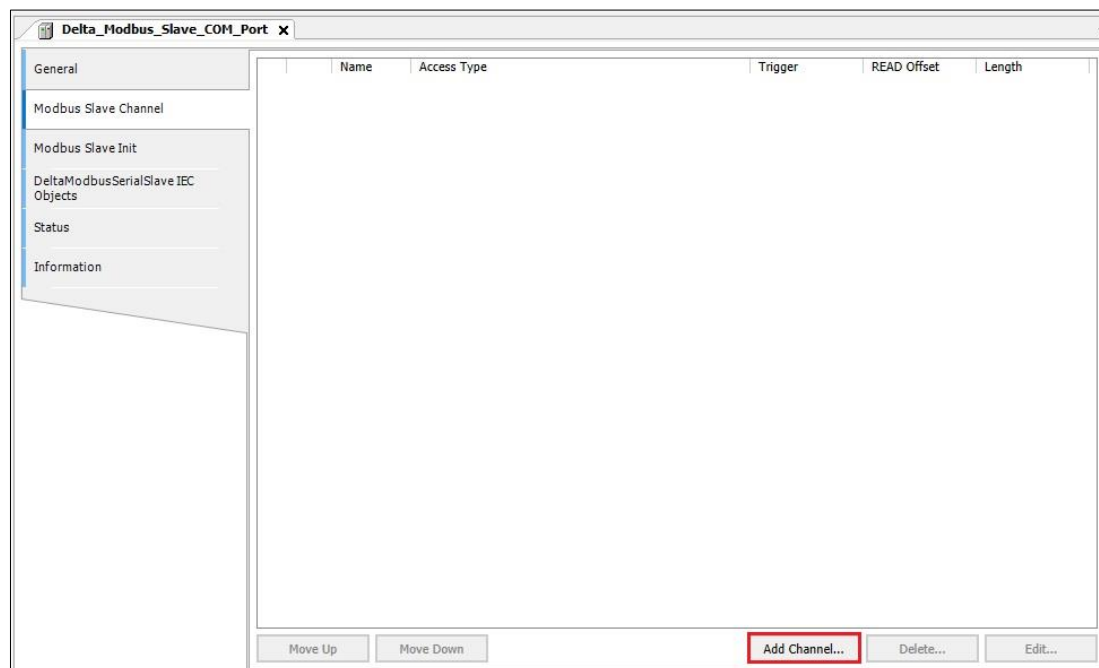 Delta_Modbus_Slave_COM_Port X
General
Name Access Type Trigger READ Offset Length
Modbus Slave Channel
Modbus Slave Init
DeltaModbusSerialSlave IEC
Objects
Status
Information
Move Up Move Down Add Channel... Delete... Edit...